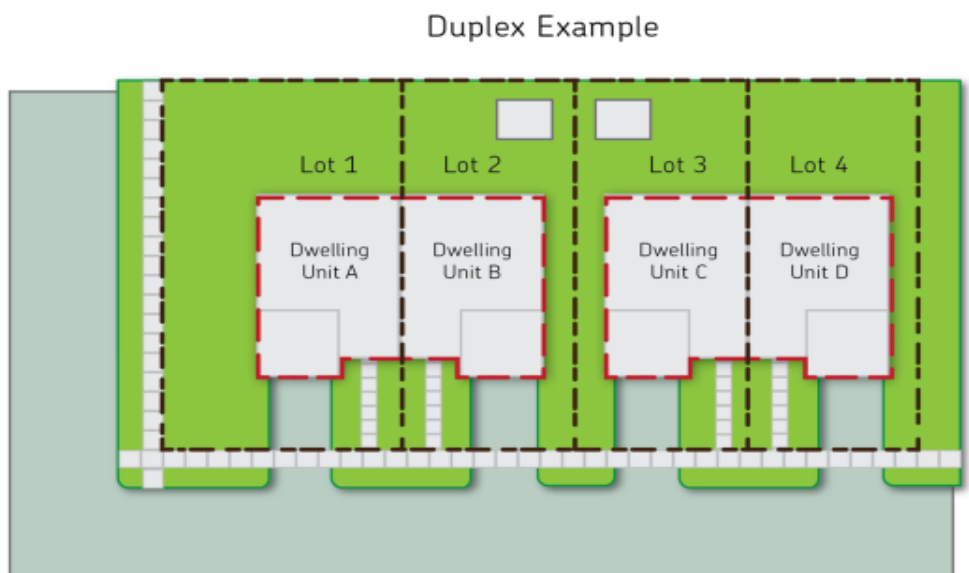 Duplex Example
Lot 1
Lot 2
Lot 3
Lot 4
Dwelling
Unit A
Dwelling
Unit B
Dwelling
Unit C
Dwelling
Unit D